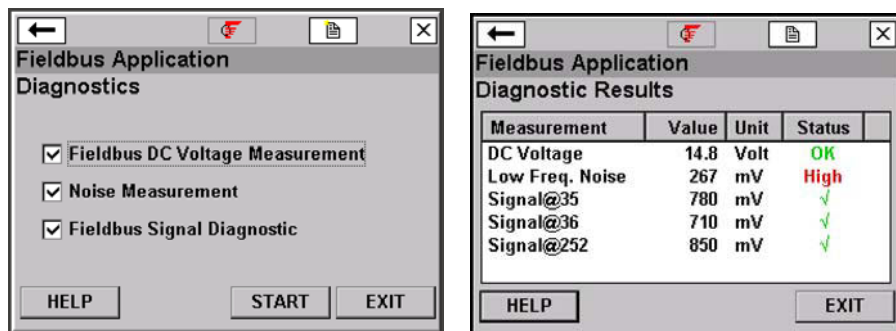 Fieldbus Application
Diagnostics
Fieldbus DC Voltage Measurement
Noise Measurement
Fieldbus Signal Diagnostic
HELP START EXIT
Fieldbus Application
Diagnostic Results
Measurement Value Unit Status
DC Voltage 14.8 Volt OK
Low Freq. Noise 267 mV High
Signal@35 780 mV √
Signal@36 710 mV √
Signal@252 850 mV √
HELP EXIT